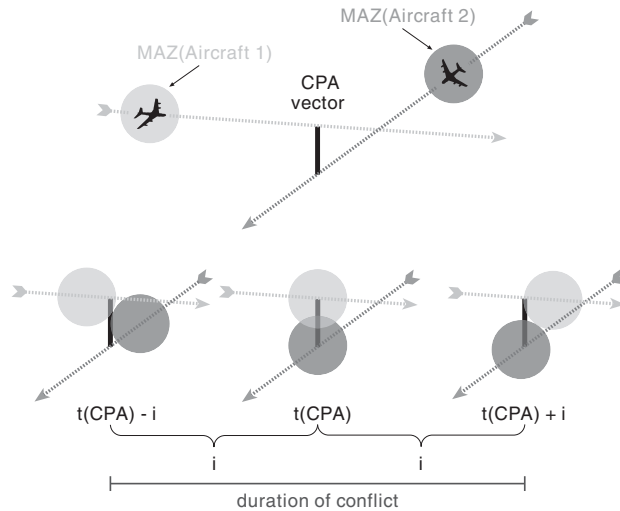 MAZ(Aircraft 2)
MAZ(Aircraft 1)
CPA
vector
t(CPA) - i
t(CPA)
t(CPA) + i
i
i
duration of conflict